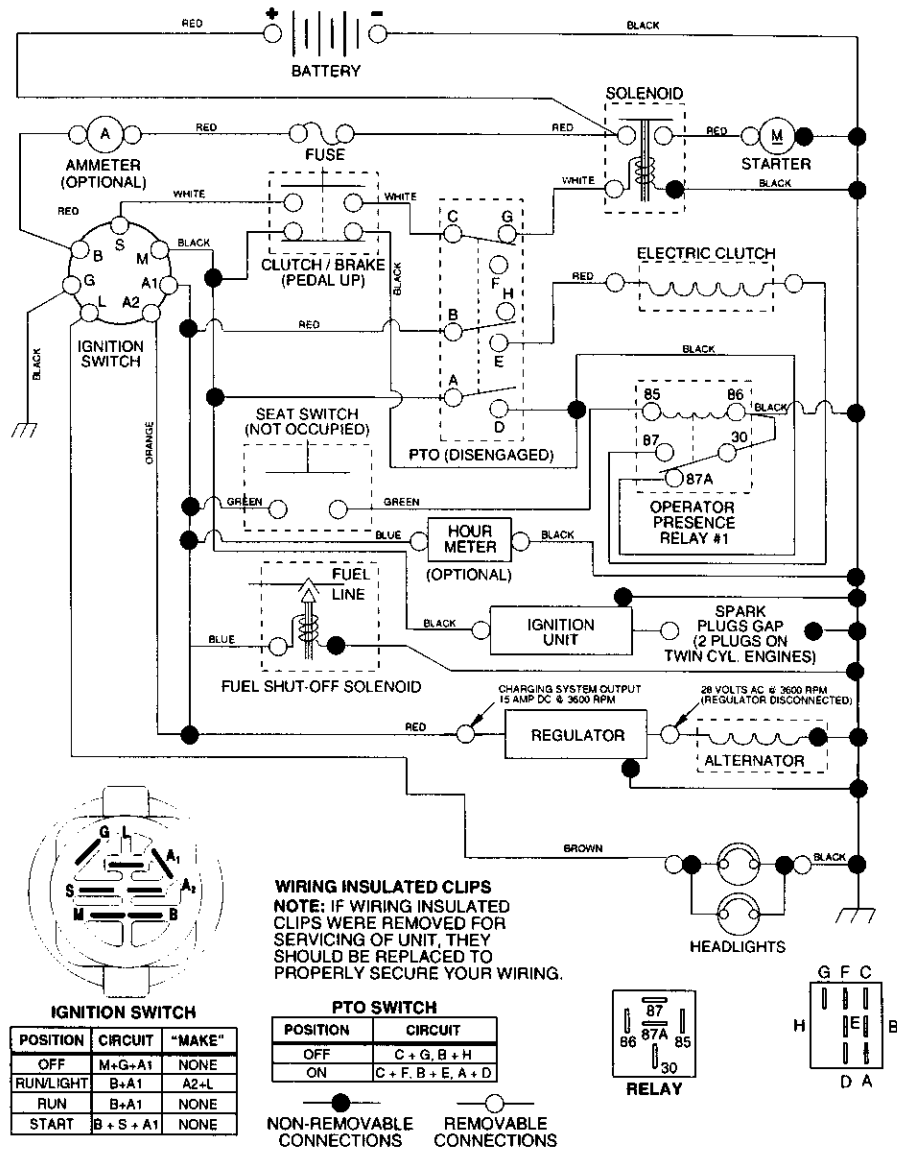 RED
+
-
BLACK
BATTERY
SOLENOID
A
RED
FUSE
RED
RED
M
STARTER
AMMETER
(OPTIONAL)
WHITE
WHITE
WHITE
BLACK
RED
S
B
M
BLACK
G
A1
L
A2
IGNITION
SWITCH
CLUTCH / BRAKE
(PEDAL UP)
BLACK
C
G
F
H
B
E
A
D
RED
ELECTRIC CLUTCH
RED
BLACK
BLACK
ORANGE
SEAT SWITCH
(NOT OCCUPIED)
PTO (DISENGAGED)
85
86
BLACK
87
30
87A
GREEN
GREEN
OPERATOR
PRESENCE
RELAY #1
BLUE
HOUR
METER
BLACK
(OPTIONAL)
FUEL
LINE
BLUE
BLACK
IGNITION
UNIT
SPARK
PLUGS GAP
(2 PLUGS ON
TWIN CYL. ENGINES)
FUEL SHUT-OFF SOLENOID
CHARGING SYSTEM OUTPUT
15 AMP DC @ 3600 RPM
28 VOLTS AC @ 3600 RPM
(REGULATOR DISCONNECTED)
RED
REGULATOR
ALTERNATOR
G L
A1
A2
S
M
B
BROWN
BLACK
HEADLIGHTS
WIRING INSULATED CLIPS
NOTE: IF WIRING INSULATED
CLIPS WERE REMOVED FOR
SERVICING OF UNIT, THEY
SHOULD BE REPLACED TO
PROPERLY SECURE YOUR WIRING.
IGNITION SWITCH
POSITION CIRCUIT "MAKE"
OFF M+G+A1 NONE
RUN/LIGHT B+A1 A2+L
RUN B+A1 NONE
START B + S + A1 NONE
PTO SWITCH
POSITION CIRCUIT
OFF C + G, B + H
ON C + F, B + E, A + D
NON-REMOVABLE
CONNECTIONS
REMOVABLE
CONNECTIONS
87
86
87A
85
30
RELAY
G F C
H
E
B
D A